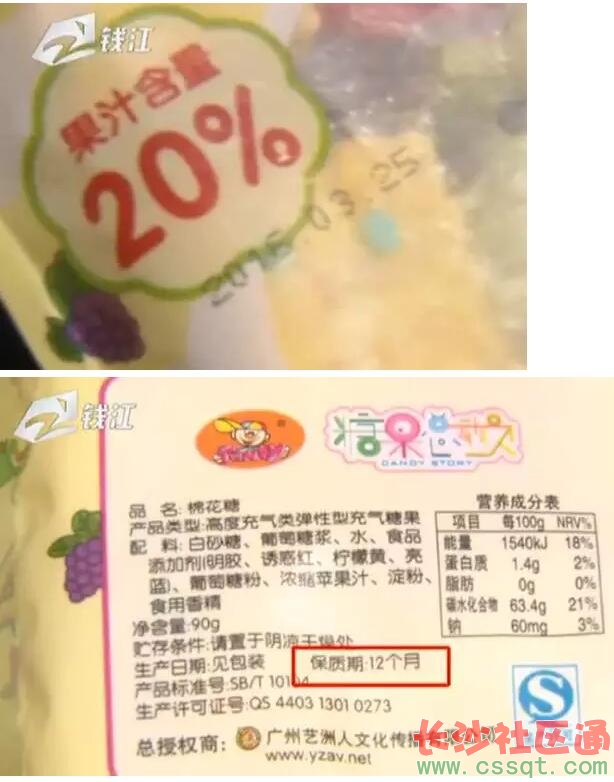 钱江
果汁含量
20%
2016.03.25
钱江
糖果总动员
CANDY STORY
品 名:棉花糖
产品类型:高度充气类弹性型充气糖果
配 料:白砂糖、葡萄糖浆、水、食品
添加剂(明胶、诱惑红、柠檬黄、亮
蓝)、葡萄糖粉、浓缩苹果汁、淀粉、
食用香精
净含量:90g
贮存条件:请置于阴凉干燥处
生产日期:见包装
保质期:12个月
产品标准号:SB/T 10104
生产许可证号:QS 4403 1301 0273
总授权商:广州艺洲人文化传播有限公司
www.yzav.net
营养成分表
项目 每100g NRV%
能量 1540kJ 18%
蛋白质 1.4g 2%
脂肪 0g 0%
碳水化合物 63.4g 21%
钠 60mg 3%
长沙社区通
www.cssqt.com